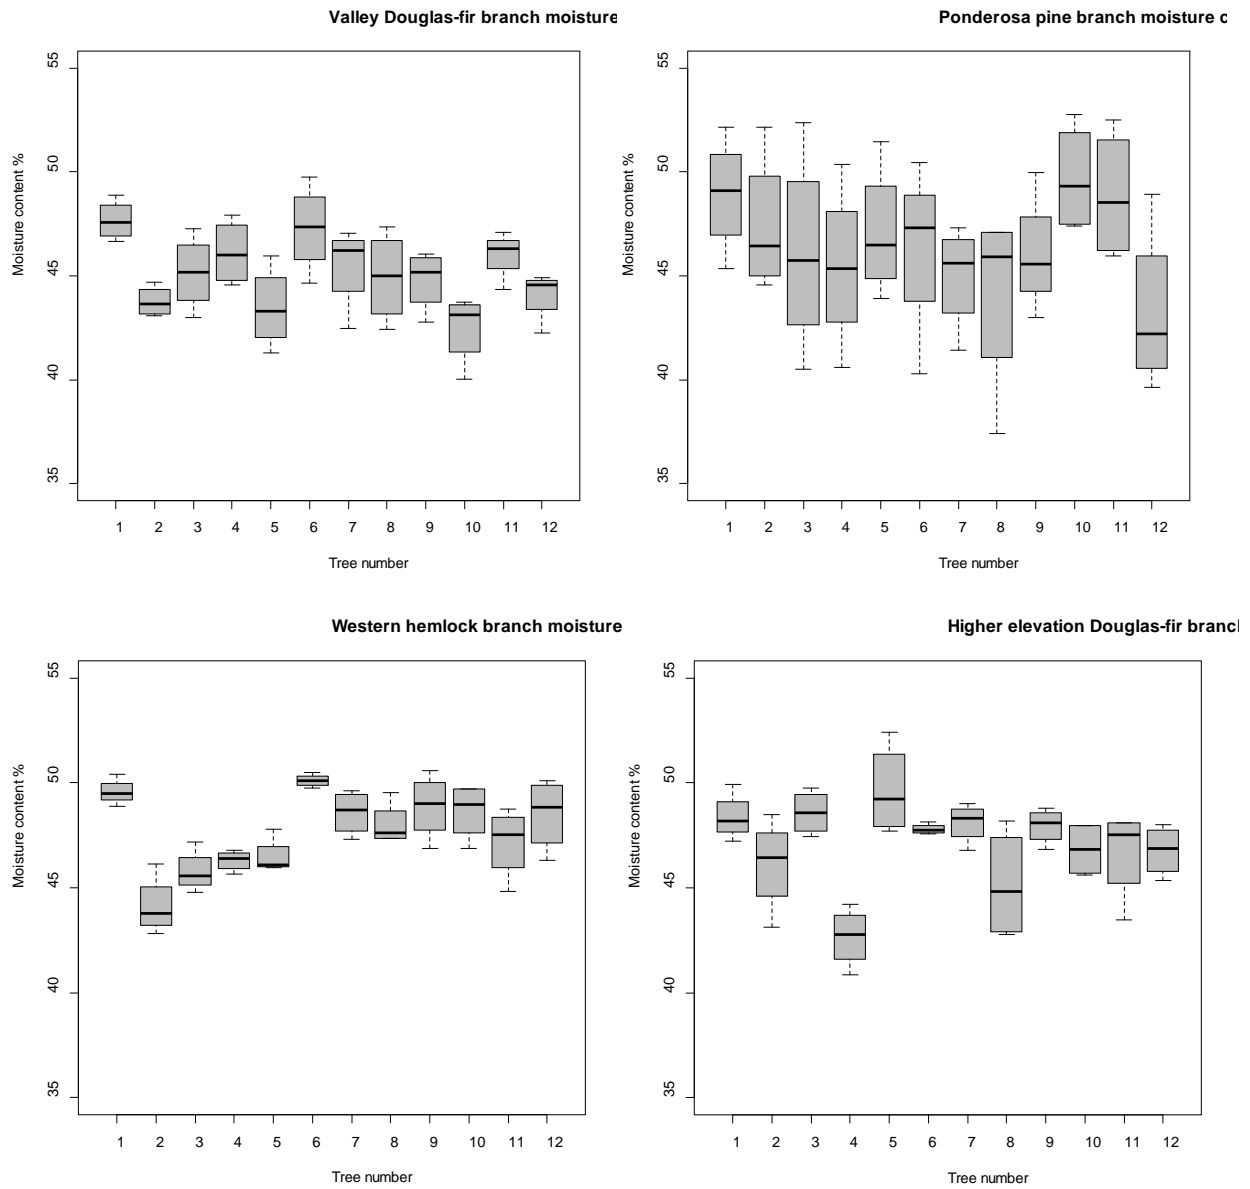 Valley Douglas-fir branch moisture
Moisture content %
55
50
45
40
35
1 2 3 4 5 6 7 8 9 10 11 12
Tree number
Ponderosa pine branch moisture c
Moisture content %
55
50
45
40
35
1 2 3 4 5 6 7 8 9 10 11 12
Tree number
Western hemlock branch moisture
Moisture content %
55
50
45
40
35
1 2 3 4 5 6 7 8 9 10 11 12
Tree number
Higher elevation Douglas-fir branch
Moisture content %
55
50
45
40
35
1 2 3 4 5 6 7 8 9 10 11 12
Tree number